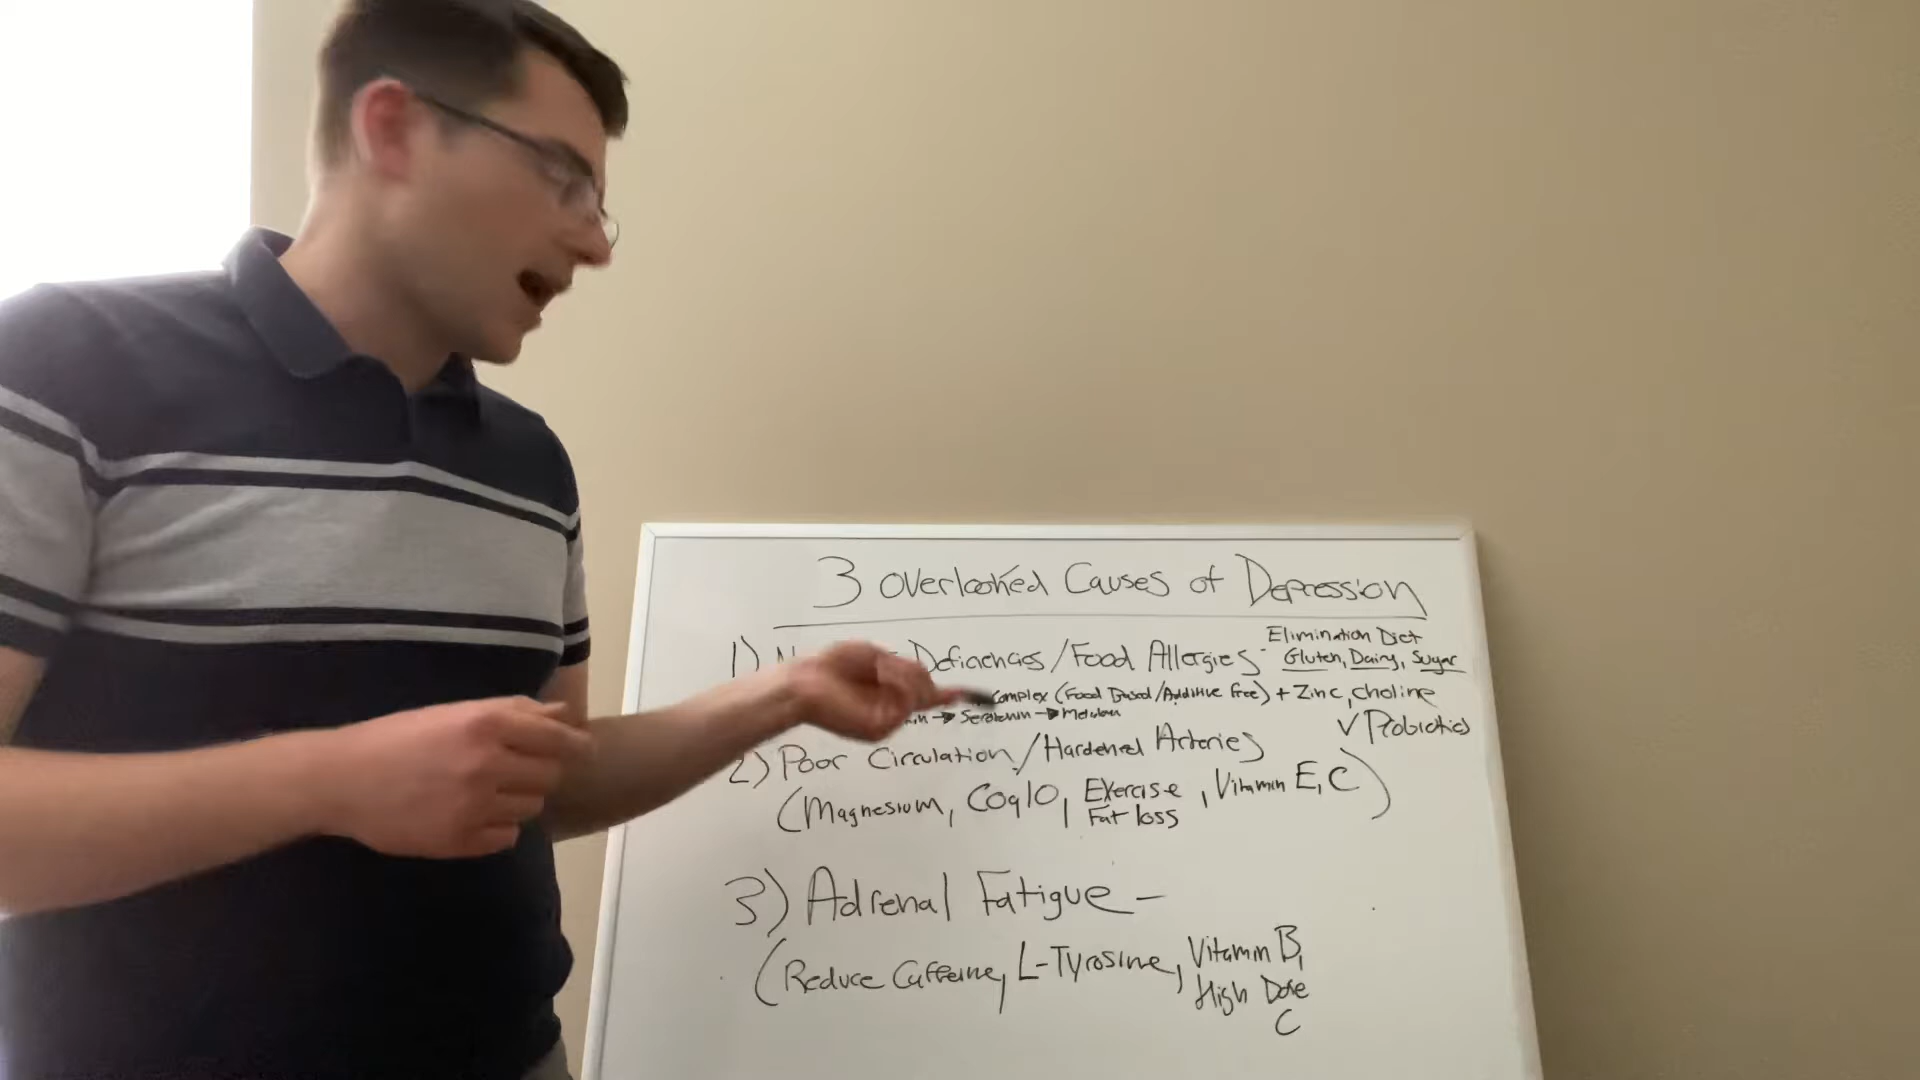 3 Overlooked Causes of Depression
1) Deficiencies/Food Allergies - Elimination Diet
Gluten, Dairy, Sugar
Complex (Food Based/Additive Free) + Zinc, choline
→ Serotonin → 
✓ Probiotics
2) Poor Circulation/Hardened Arteries
(Magnesium, Coq10, Exercise, Vitamin E, C)
Fat loss
3) Adrenal Fatigue -
(Reduce Caffeine, L-Tyrosine, Vitamin B,
High Dose
C